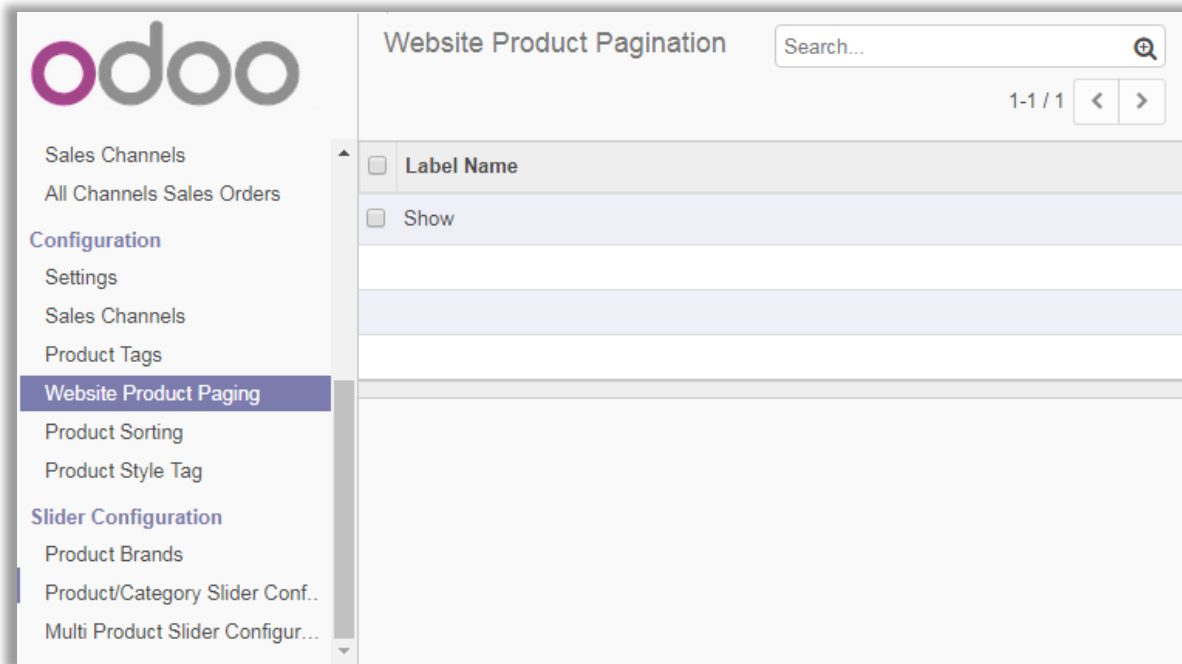 odoo
Sales Channels
All Channels Sales Orders
Configuration
Settings
Sales Channels
Product Tags
Website Product Paging
Product Sorting
Product Style Tag
Slider Configuration
Product Brands
Product/Category Slider Conf..
Multi Product Slider Configur...
Website Product Pagination
Search...
1-1 / 1
Label Name
Show